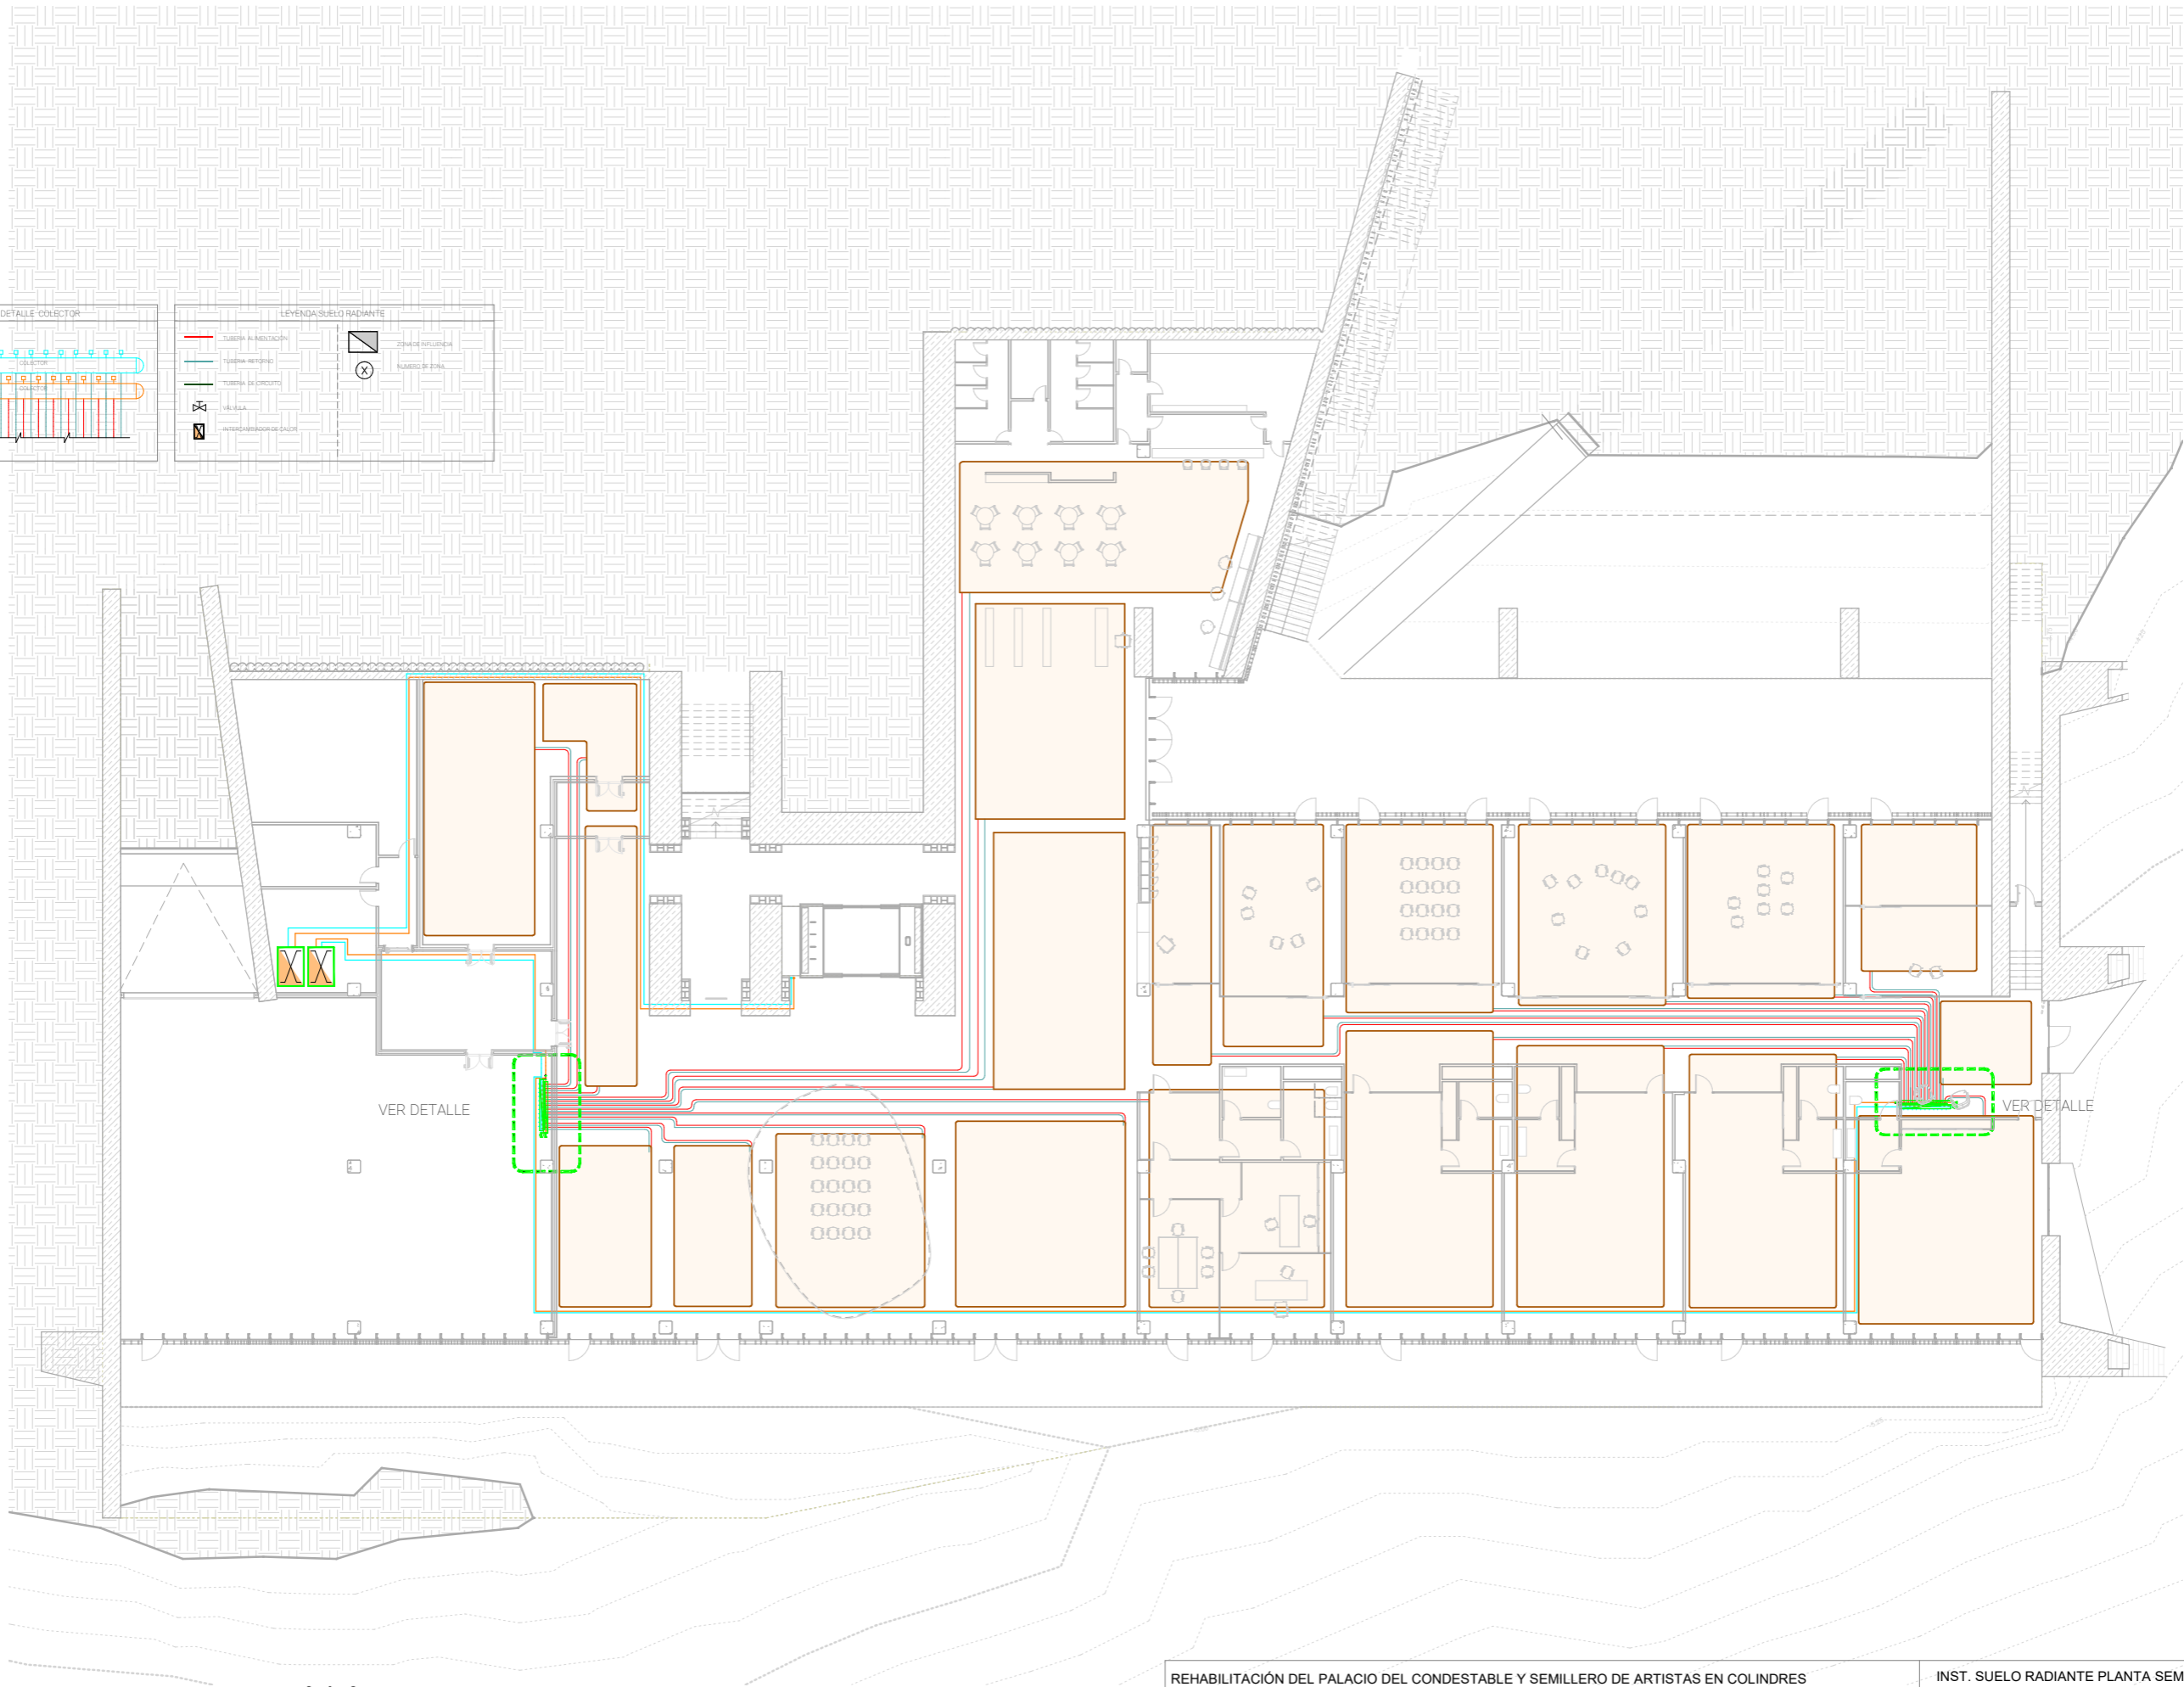 DETALLE COLECTOR
COLECTOR
COLECTOR
LEYENDA SUELO RADIANTE
TUBERÍA ALIMENTACIÓN
TUBERÍA RETORNO
TUBERÍA DE CIRCUITO
VÁLVULA
INTERCAMBIADOR DE CALOR
ZONA DE INFLUENCIA
X
NUMERO DE ZONA
VER DETALLE
VER DETALLE
REHABILITACIÓN DEL PALACIO DEL CONDESTABLE Y SEMILLERO DE ARTISTAS EN COLINDRES
INST. SUELO RADIANTE PLANTA SEM